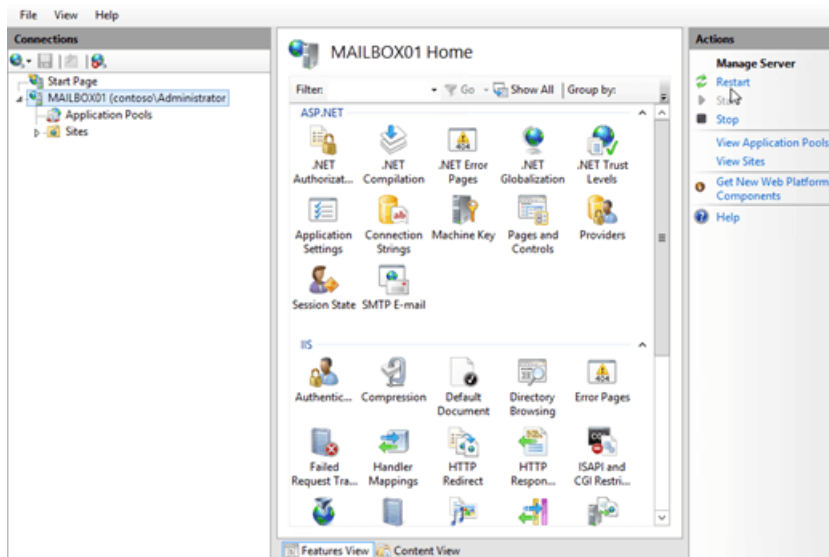 File View Help
Connections
Start Page
MAILBOX01 (contoso\Administrator
Application Pools
Sites
MAILBOX01 Home
Filter: Go Show All Group by:
ASP.NET
.NET Authorizat...
.NET Compilation
.NET Error Pages
.NET Globalization
.NET Trust Levels
Application Settings
Connection Strings
Machine Key
Pages and Controls
Providers
Session State
SMTP E-mail
IIS
Authentic...
Compression
Default Document
Directory Browsing
Error Pages
Failed Request Tra...
Handler Mappings
HTTP Redirect
HTTP Respon...
ISAPI and CGI Restri...
Features View
Content View
Actions
Manage Server
Restart
Stop
View Application Pools
View Sites
Get New Web Platform
Components
Help